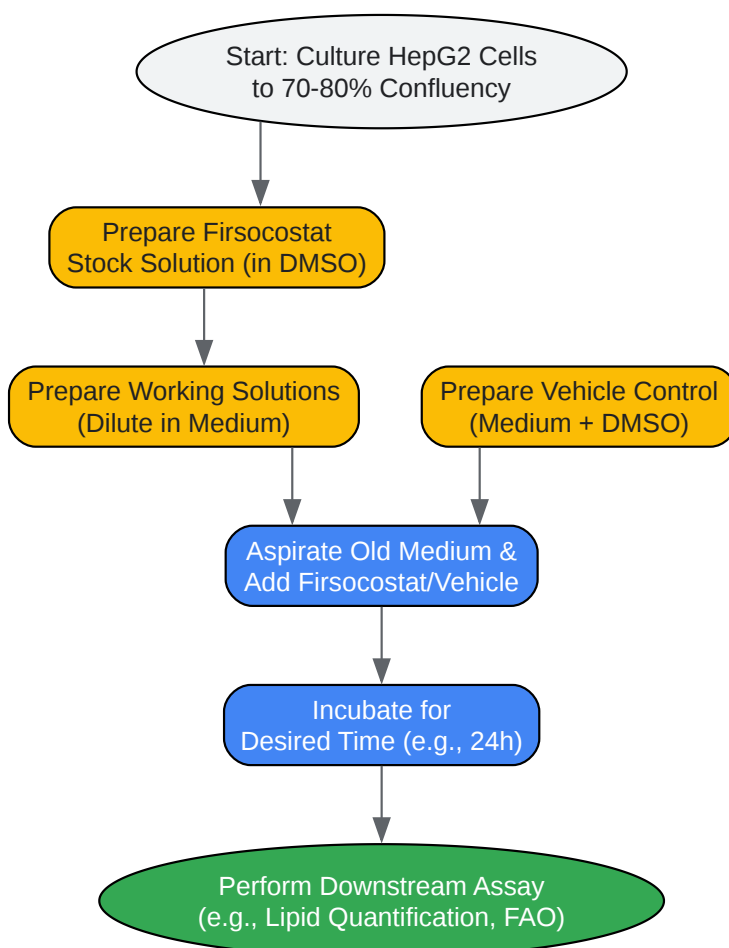 Start: Culture HepG2 Cells
to 70-80% Confluency
Prepare Firsocostat
Stock Solution (in DMSO)
Prepare Working Solutions
(Dilute in Medium)
Prepare Vehicle Control
(Medium + DMSO)
Aspirate Old Medium &
Add Firsocostat/Vehicle
Incubate for
Desired Time (e.g., 24h)
Perform Downstream Assay
(e.g., Lipid Quantification, FAO)